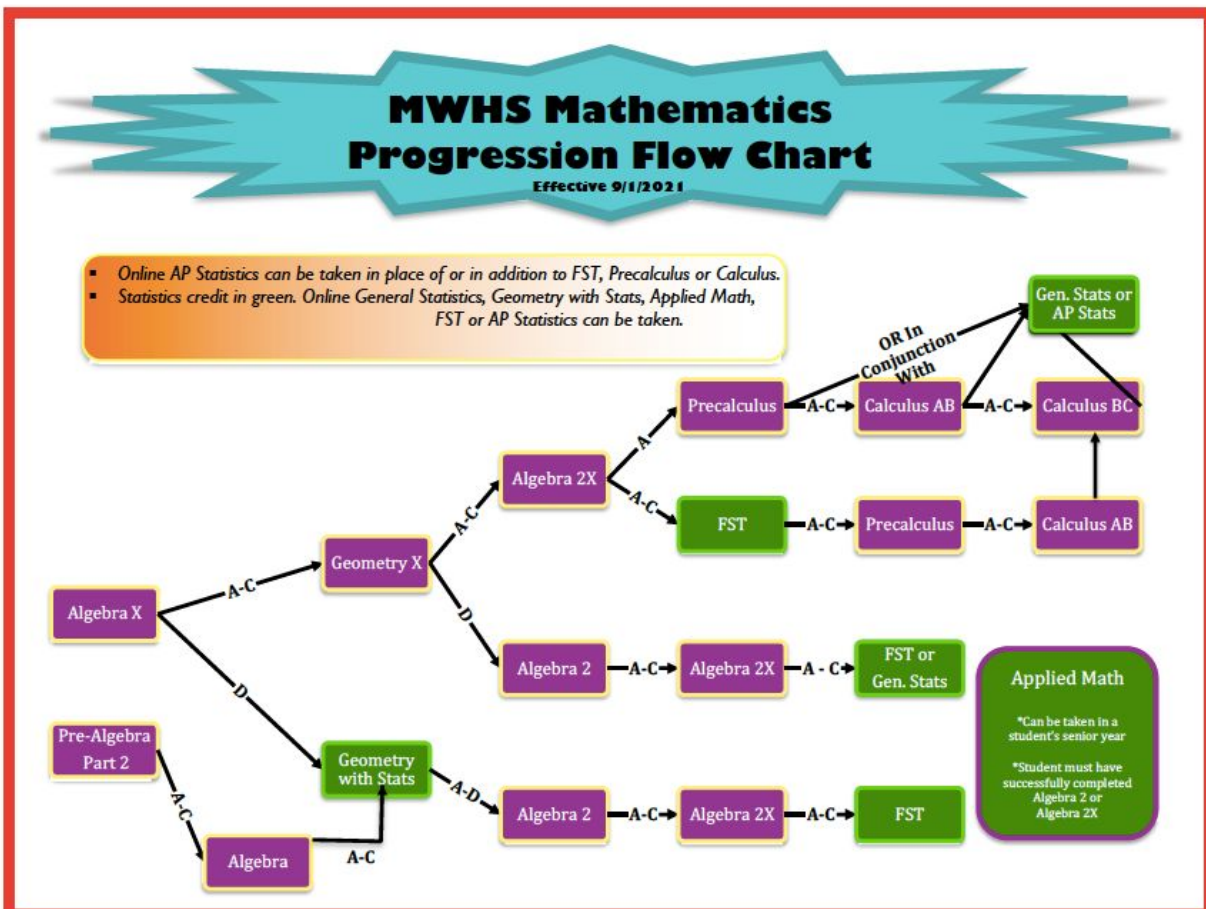 MWHS Mathematics
Progression Flow Chart
Effective 9/1/2021
▪ Online AP Statistics can be taken in place of or in addition to FST, Precalculus or Calculus.
▪ Statistics credit in green. Online General Statistics, Geometry with Stats, Applied Math,
FST or AP Statistics can be taken.
Gen. Stats or
AP Stats
OR In
Conjunction
With
Precalculus
A-C
Calculus AB
A-C
Calculus BC
A
Algebra 2X
A-C
A-C
FST
A-C
Precalculus
A-C
Calculus AB
Geometry X
A-C
Algebra X
D
D
Algebra 2
A-C
Algebra 2X
A - C
FST or
Gen. Stats
Pre-Algebra
Part 2
A-C
Geometry
with Stats
A-D
Algebra 2
A-C
Algebra 2X
A-C
FST
Algebra
A-C
Applied Math
*Can be taken in a
student's senior year
*Student must have
successfully completed
Algebra 2 or
Algebra 2X